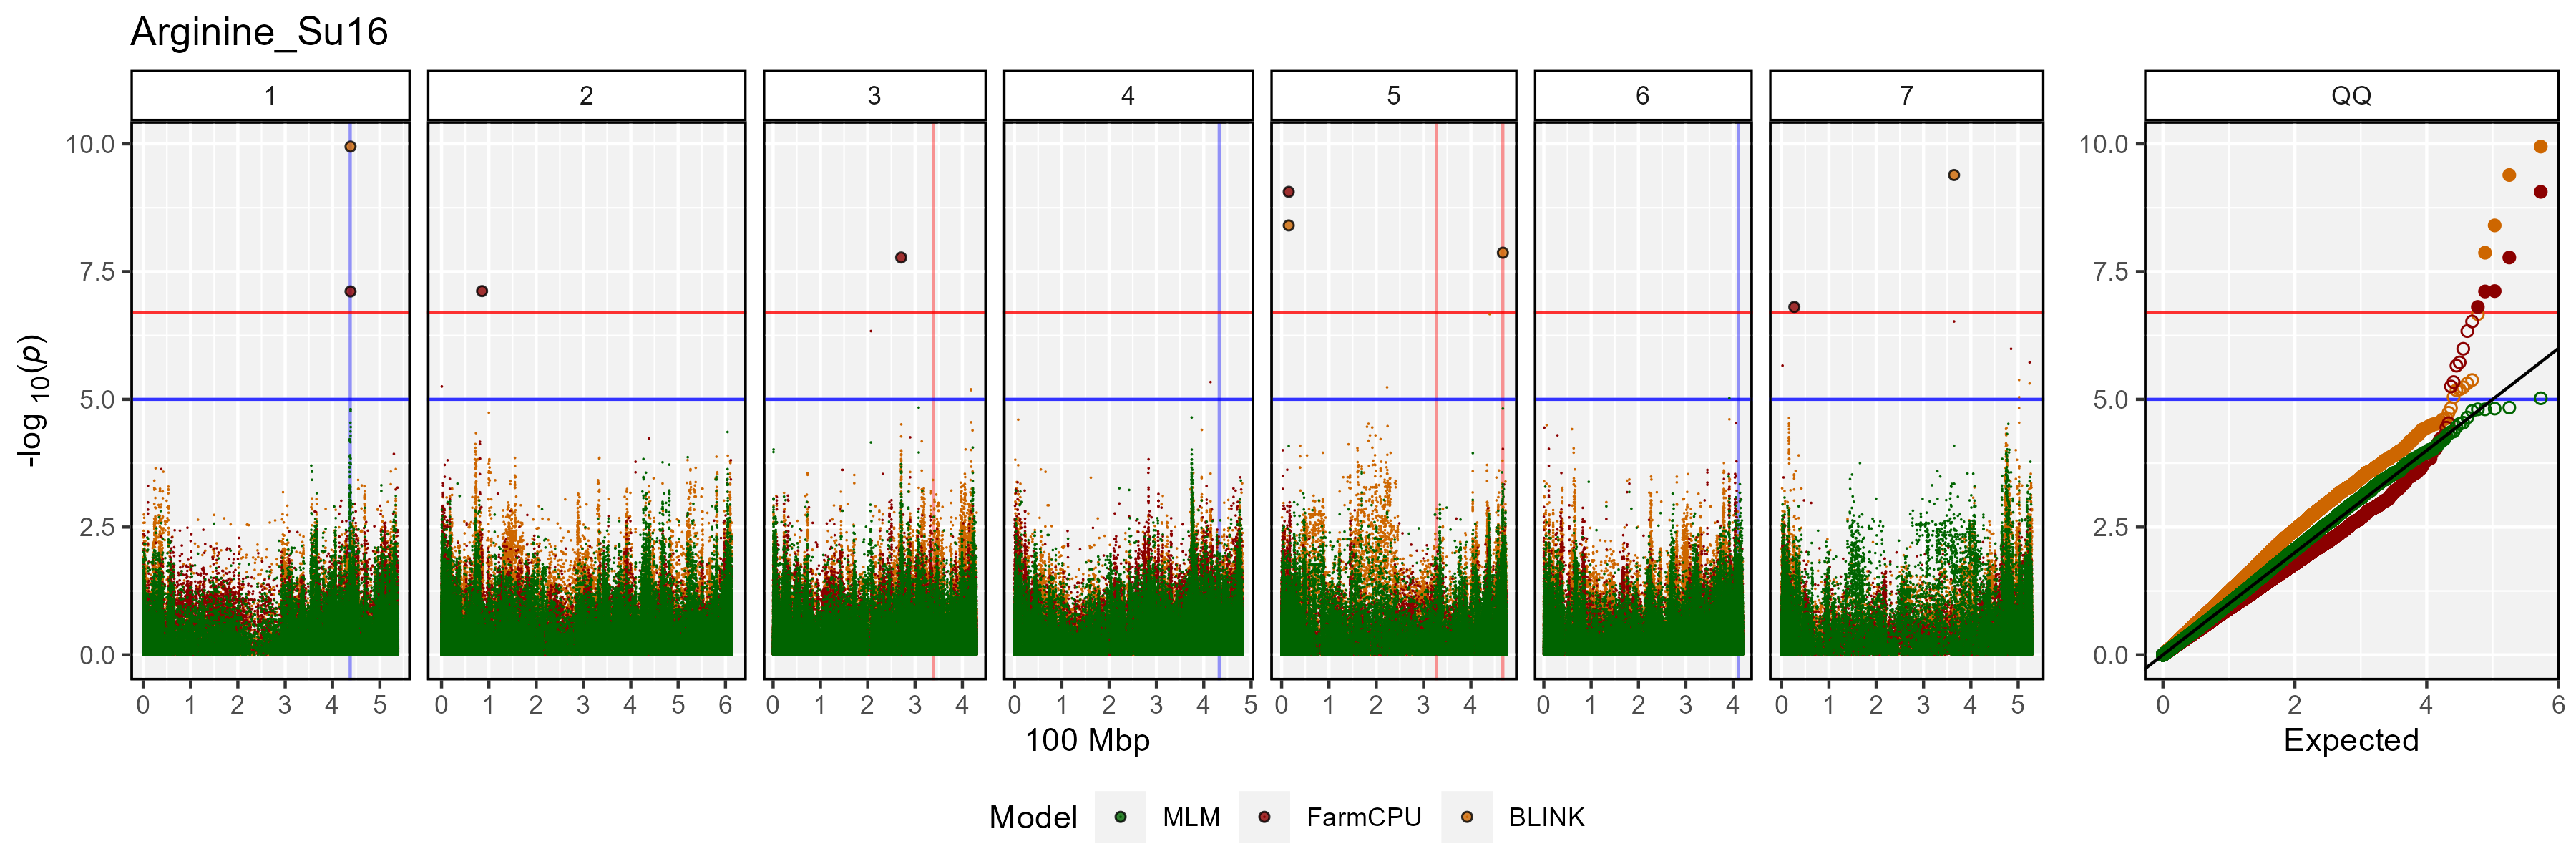 Arginine_Su16
1 2 3 4 5 6 7 QQ
10.0 10.0
7.5 7.5
5.0 5.0
2.5 2.5
0.0 0.0
-log 10(p)
0 1 2 3 4 5 0 1 2 3 4 5 6 0 1 2 3 4 0 1 2 3 4 5 0 1 2 3 4 0 1 2 3 4 0 1 2 3 4 5 0 2 4 6
100 Mbp Expected
Model MLM FarmCPU BLINK